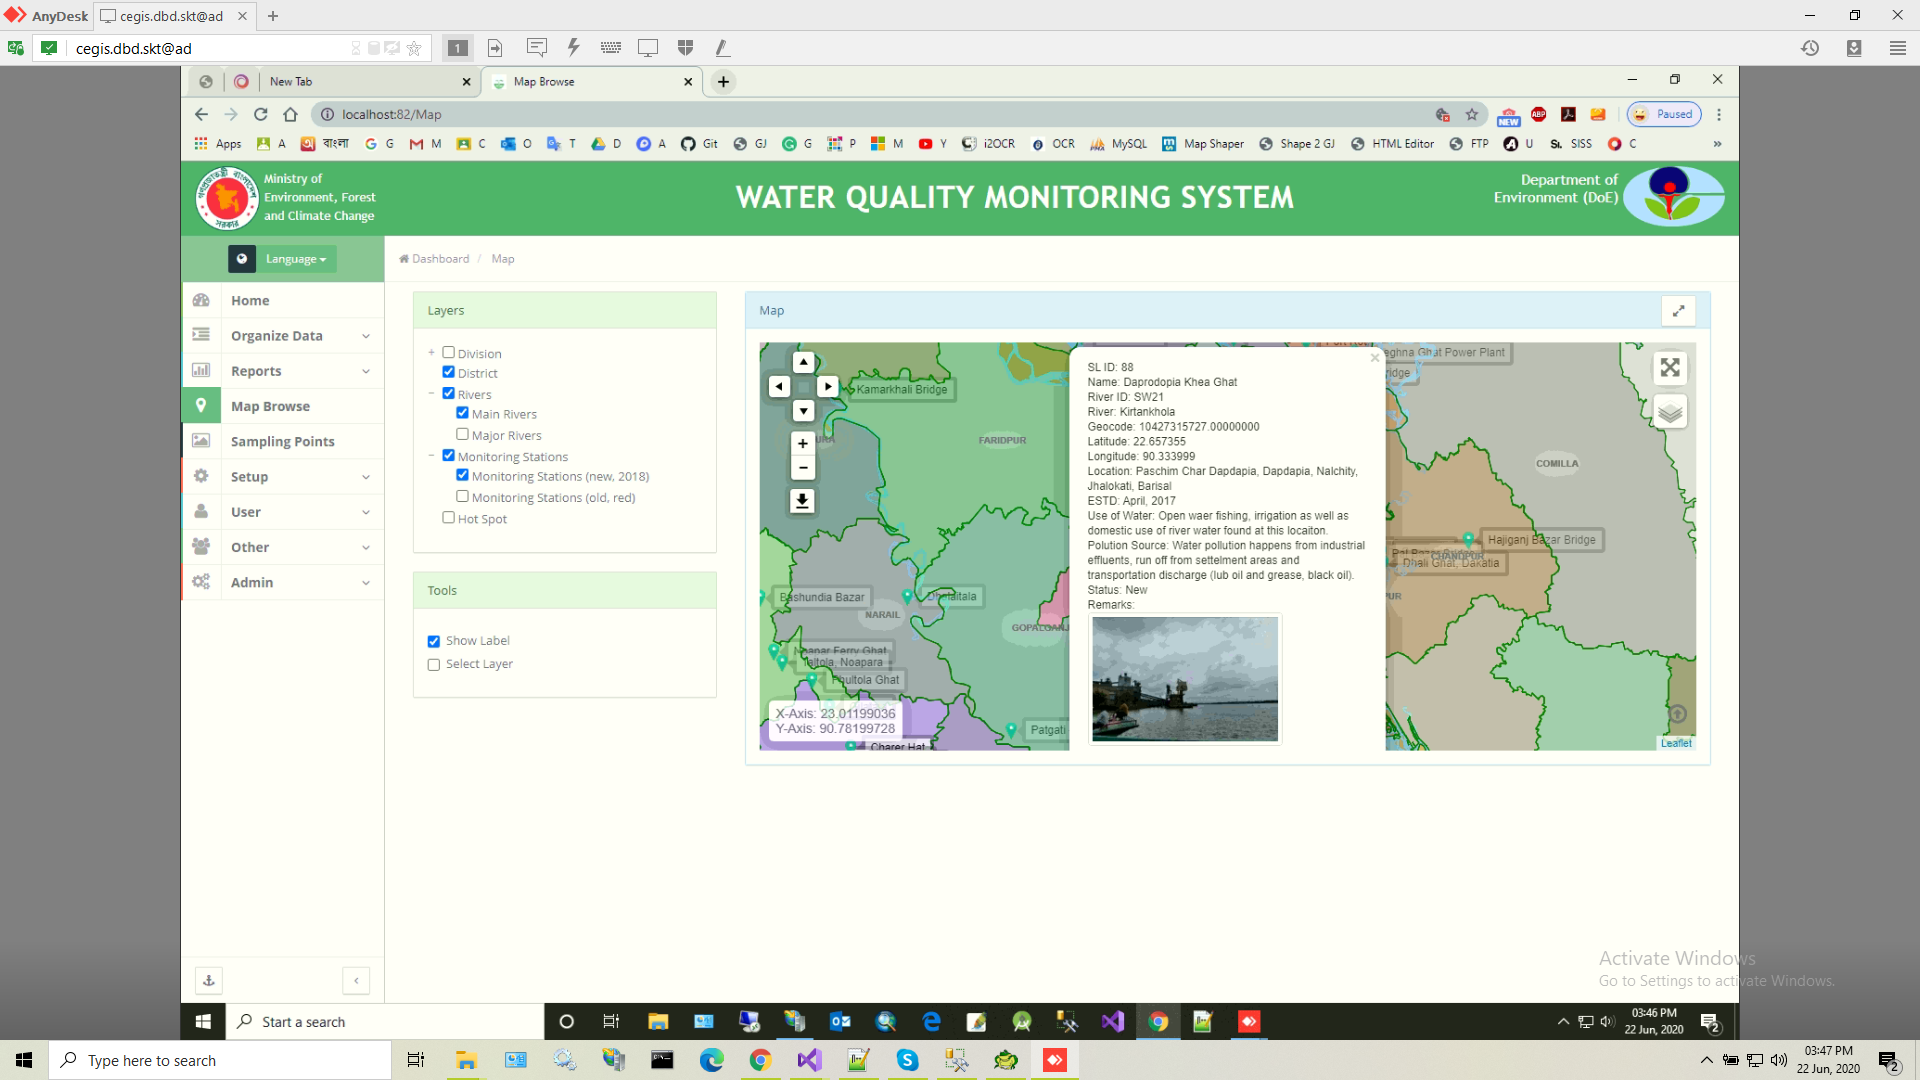 AnyDesk
cegis.dbd.skt@ad
cegis.dbd.skt@ad
1
New Tab
Map Browse
localhost:82/Map
NEW
ABP
Paused
Apps
A
বাংলা
G
M
C
O
T
D
A
Git
GJ
G
P
M
Y
i2OCR
OCR
MySQL
Map Shaper
Shape 2 GJ
HTML Editor
FTP
U
SISS
C
Ministry of
Environment, Forest
and Climate Change
WATER QUALITY MONITORING SYSTEM
Department of
Environment (DoE)
Language
Dashboard / Map
Home
Organize Data
Reports
Map Browse
Sampling Points
Setup
User
Other
Admin
Layers
Division
District
Rivers
Main Rivers
Major Rivers
Monitoring Stations
Monitoring Stations (new, 2018)
Monitoring Stations (old, red)
Hot Spot
Tools
Show Label
Select Layer
Map
Kamarkhali Bridge
FARIDPUR
Bashundia Bazar
Dholaitala
NARAIL
GOPALGANJ
Noapar Ferry Ghat
Taltola, Noapara
Phultola Ghat
Patgati
Charer Hat
X-Axis: 23.01199036
Y-Axis: 90.78199728
SL ID: 88
Name: Daprodopia Khea Ghat
River ID: SW21
River: Kirtankhola
Geocode: 10427315727.00000000
Latitude: 22.657355
Longitude: 90.333999
Location: Paschim Char Dapdapia, Dapdapia, Nalchity,
Jhalokati, Barisal
ESTD: April, 2017
Use of Water: Open waer fishing, irrigation as well as
domestic use of river water found at this locaiton.
Polution Source: Water pollution happens from industrial
effluents, run off from settelment areas and
transportation discharge (lub oil and grease, black oil).
Status: New
Remarks:
eghna Ghat Power Plant
ridge
COMILLA
Hajiganj Bazar Bridge
CHANDPUR
Dhali Ghat, Dakatia
PUR
Leaflet
Activate Windows
Go to Settings to activate Windows.
Start a search
03:46 PM
22 Jun, 2020
2
Type here to search
03:47 PM
22 Jun, 2020
2